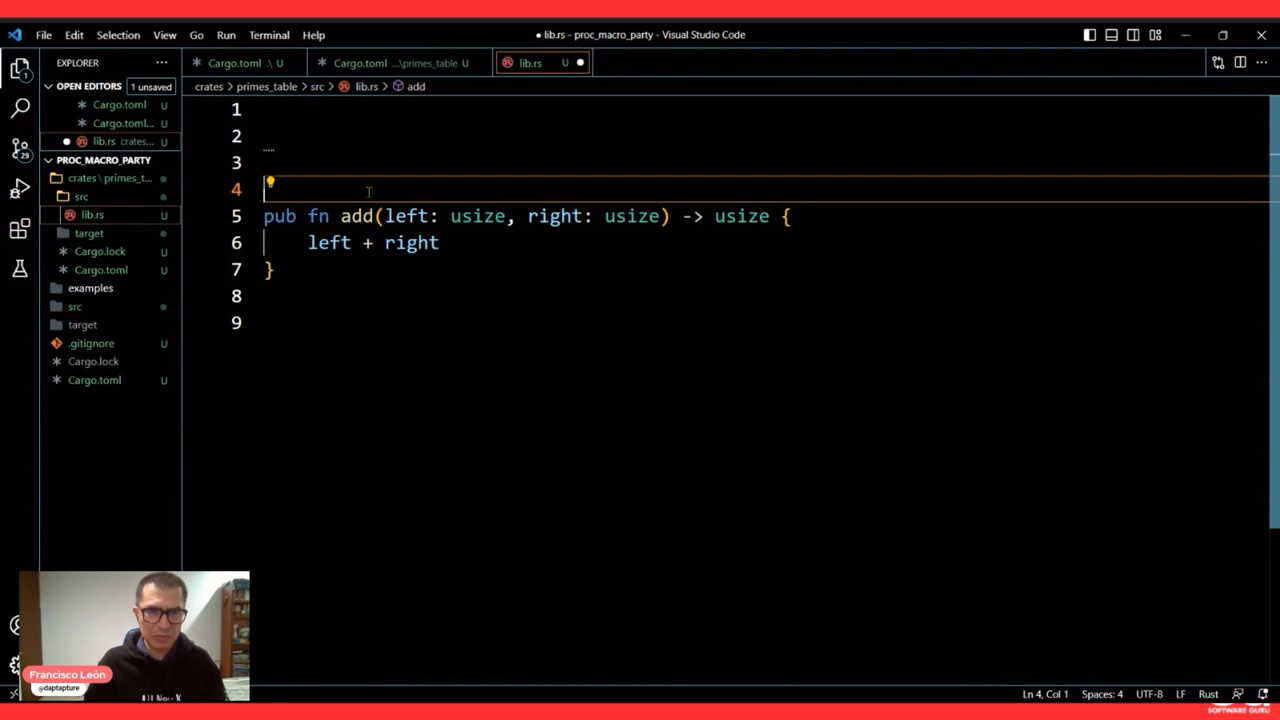 File Edit Selection View Go Run Terminal Help
● lib.rs - proc_macro_party - Visual Studio Code
EXPLORER
Cargo.toml .\ U
Cargo.toml ...\primes_table U
lib.rs U
OPEN EDITORS 1 unsaved
crates > primes_table > src > lib.rs > add
Cargo.toml U
Cargo.toml... U
lib.rs crates... U
PROC_MACRO_PARTY
crates \ primes_t...
src
lib.rs U
target
Cargo.lock U
Cargo.toml U
examples
src
target
.gitignore U
Cargo.lock
Cargo.toml U
1
2
3
4
5 pub fn add(left: usize, right: usize) -> usize {
6 left + right
7 }
8
9
1
29
Francisco León
@daptapture
Ln 4, Col 1 Spaces: 4 UTF-8 LF Rust
SOFTWARE GURU